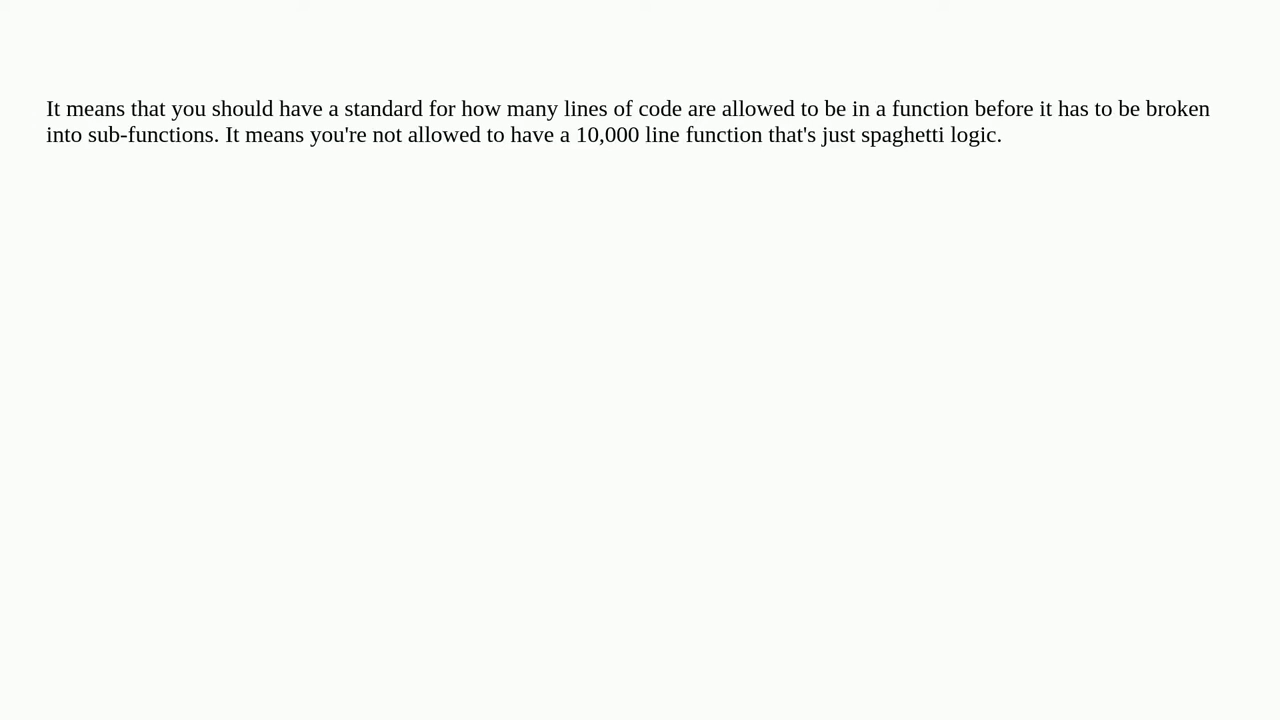 It means that you should have a standard for how many lines of code are allowed to be in a function before it has to be broken
into sub-functions. It means you're not allowed to have a 10,000 line function that's just spaghetti logic.